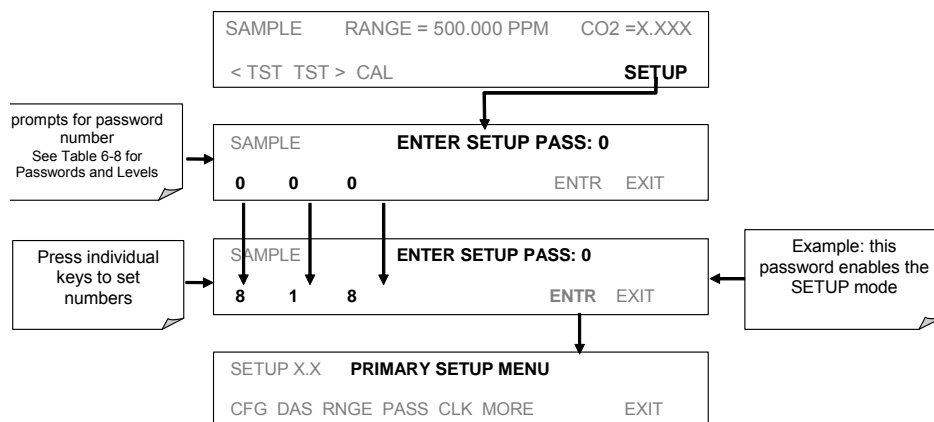 SAMPLE RANGE = 500.000 PPM CO2 =X.XXX
< TST TST > CAL SETUP
prompts for password
number
See Table 6-8 for
Passwords and Levels
SAMPLE ENTER SETUP PASS: 0
0 0 0 ENTR EXIT
Press individual
keys to set
numbers
SAMPLE ENTER SETUP PASS: 0
8 1 8 ENTR EXIT
Example: this
password enables the
SETUP mode
SETUP X.X PRIMARY SETUP MENU
CFG DAS RNGE PASS CLK MORE EXIT